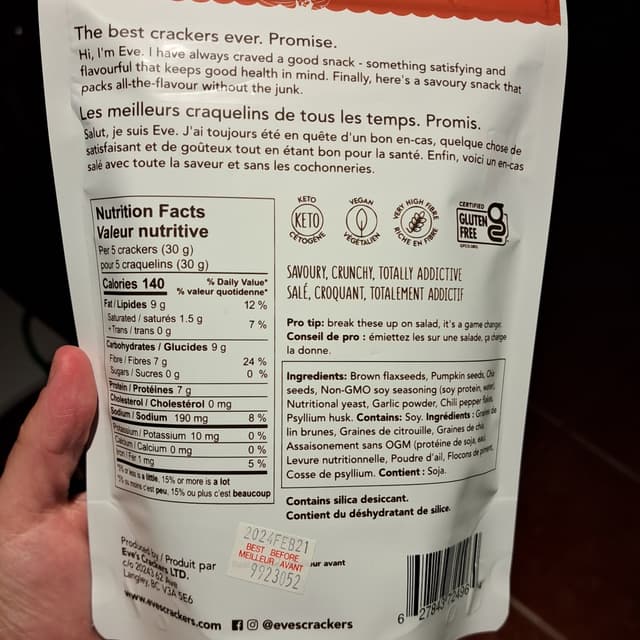 The best crackers ever. Promise.
Hi, I'm Eve. I have always craved a good snack - something satisfying and
flavourful that keeps good health in mind. Finally, here's a savoury snack that
packs all-the-flavour without the junk.
Les meilleurs craquelins de tous les temps. Promis.
Salut, je suis Eve. J'ai toujours été en quête d'un bon en-cas, quelque chose de
satisfaisant et de goûteux tout en étant bon pour la santé. Enfin, voici un en-cas
salé avec toute la saveur et sans les cochonneries.
Nutrition Facts
Valeur nutritive
Per 5 crackers (30 g)
pour 5 craquelins (30 g)
Calories 140
% Daily Value*
% valeur quotidienne*
Fat / Lipides 9 g 12 %
Saturated / saturés 1.5 g
+ Trans / trans 0 g 7 %
Carbohydrates / Glucides 9 g
Fibre / Fibres 7 g 24 %
Sugars / Sucres 0 g 0 %
Protein / Protéines 7 g
Cholesterol / Cholestérol 0 mg
Sodium / Sodium 190 mg 8 %
Potassium / Potassium 10 mg 0 %
Calcium / Calcium 0 mg 0 %
Iron / Fer 1 mg 5 %
*5% or less is a little, 15% or more is a lot
*5% ou moins c'est peu, 15% ou plus c'est beaucoup
KETO
KETO
CÉTOGÈNE
VEGAN
VÉGÉTALIEN
VERY HIGH FIBRE
RICHE EN FIBRE
CERTIFIED
GLUTEN
FREE
SAVOURY, CRUNCHY, TOTALLY ADDICTIVE
SALÉ, CROQUANT, TOTALEMENT ADDICTIF
Pro tip: break these up on salad, it's a game
Conseil de pro : émiettez les sur une salade, ça change
la donne.
Ingredients: Brown flaxseeds, Pumpkin seeds, Chia
seeds, Non-GMO soy seasoning (soy protein, water),
Nutritional yeast, Garlic powder, Chili pepper flakes,
Psyllium husk. Contains: Soy. Ingrédients : Graines de
lin brunes, Graines de citrouille, Graines de chia,
Assaisonement sans OGM (protéine de soja, eau),
Levure nutritionnelle, Poudre d'ail, Flocons de piment,
Cosse de psyllium. Contient : Soja.
Contains silica desiccant.
Contient du déshydratant de silice.
2024FEB21
BEST BEFORE
MEILLEUR AVANT
9923052
ur avant
Produced by / Produit par
Eve's Crackers LTD.
c/o 20243 62 Ave
Langley, BC V3A 5E6
www.evescrackers.com @evescrackers
6